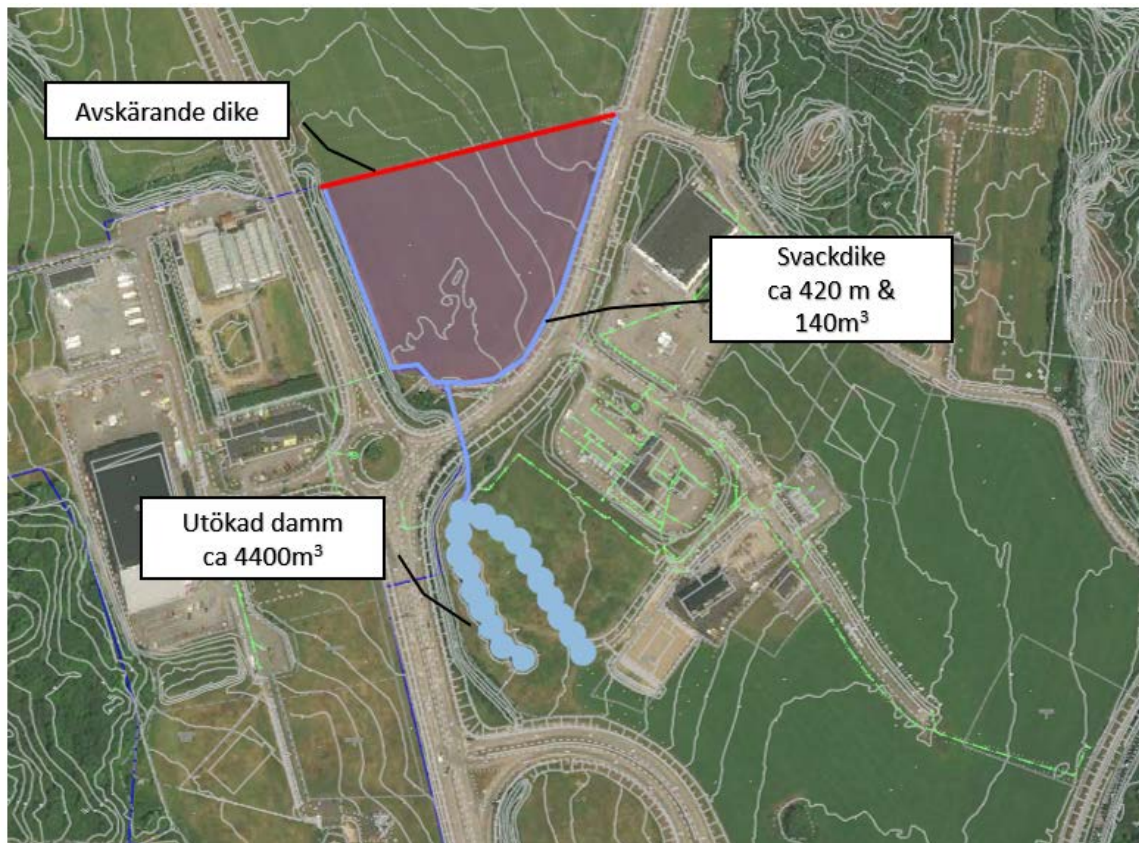 Avskärande dike
Svackdike
ca 420 m &
140m³
Utökad damm
ca 4400m³